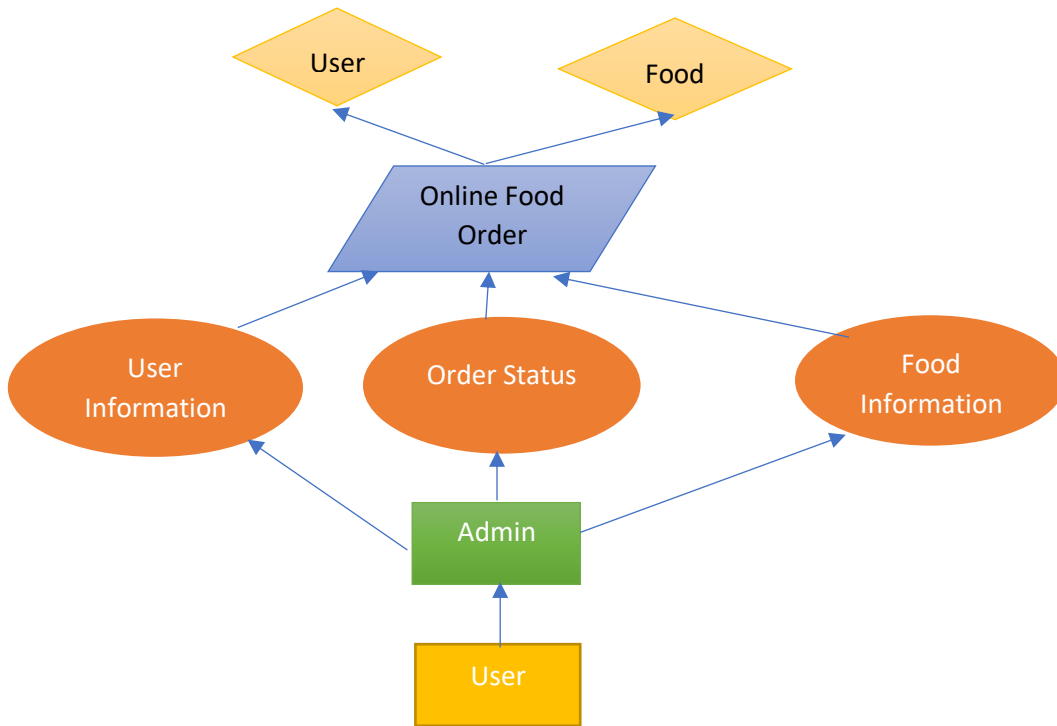 User
Food
Online Food
Order
User
Information
Order Status
Food
Information
Admin
User